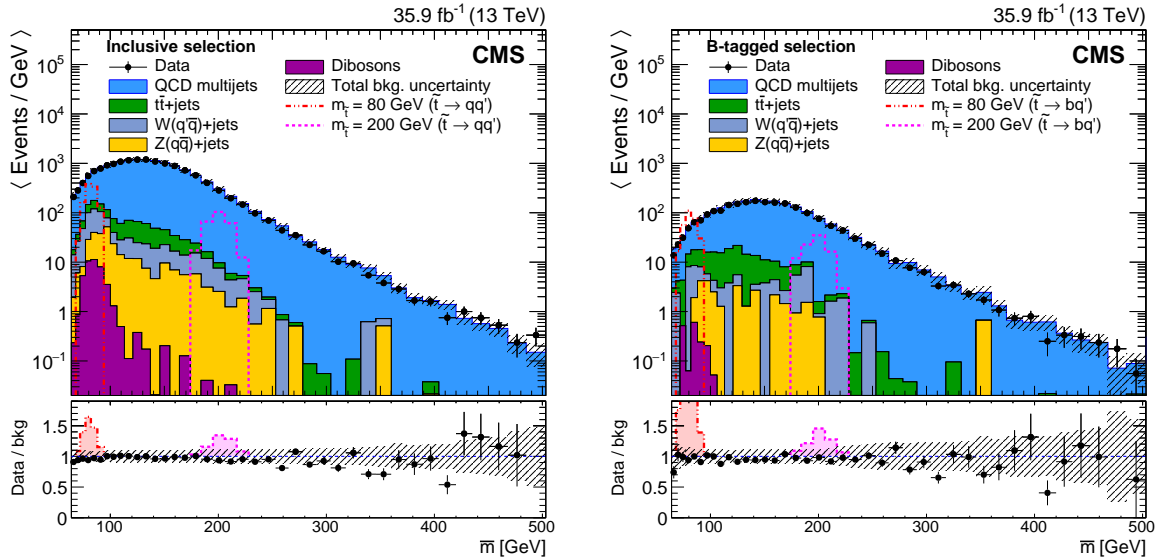 35.9 fb⁻¹ (13 TeV)
⟨ Events / GeV ⟩
10⁵
10⁴
10³
10²
10
1
10⁻¹
Inclusive selection
CMS
Data
QCD multijets
tt̄+jets
W(q'q̄)+jets
Z(qq̄)+jets
Dibosons
Total bkg. uncertainty
m_t̃ = 80 GeV (t̃ → qq')
m_t̃ = 200 GeV (t̃ → qq')
Data / bkg
1.5
1
0.5
0
100 200 300 400 500
m̅ [GeV]
35.9 fb⁻¹ (13 TeV)
⟨ Events / GeV ⟩
10⁵
10⁴
10³
10²
10
1
10⁻¹
B-tagged selection
CMS
Data
QCD multijets
tt̄+jets
W(q'q̄)+jets
Z(qq̄)+jets
Dibosons
Total bkg. uncertainty
m_t̃ = 80 GeV (t̃ → bq')
m_t̃ = 200 GeV (t̃ → bq')
Data / bkg
1.5
1
0.5
0
100 200 300 400 500
m̅ [GeV]